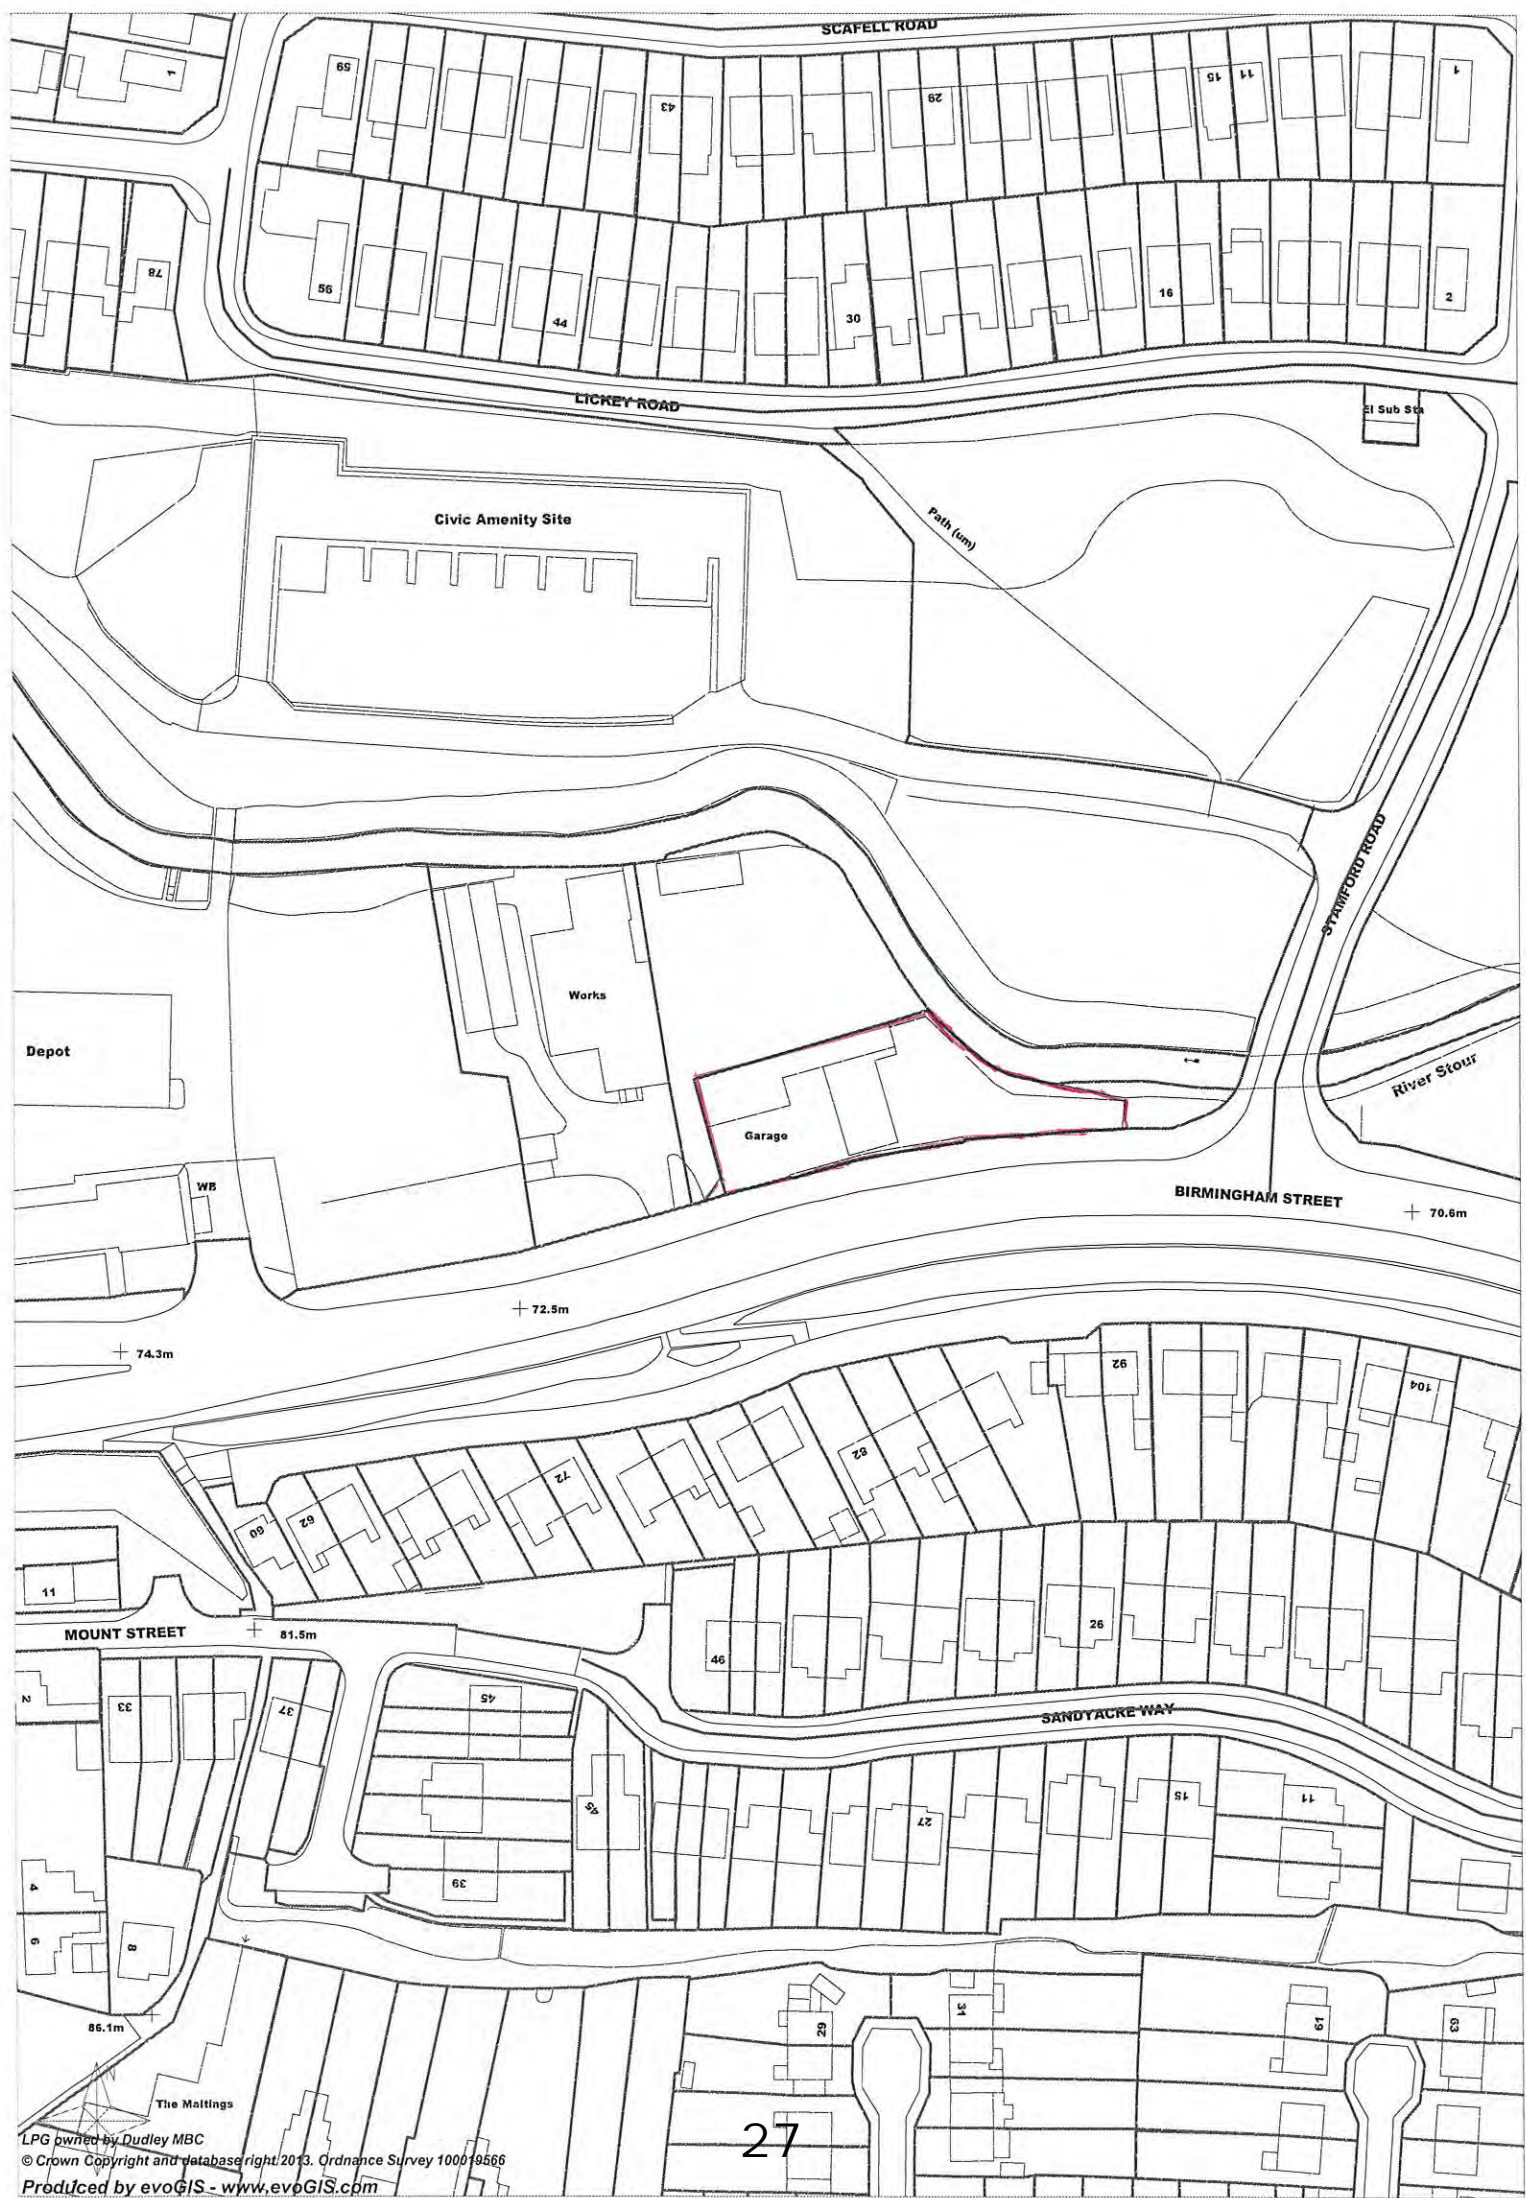 SCAFELL ROAD
59
43
29
15
11
1
1
78
56
44
30
16
2
LICKEY ROAD
El Sub Sta
Civic Amenity Site
Path (um)
STAMFORD ROAD
Works
Depot
Garage
River Stour
WB
BIRMINGHAM STREET
70.6m
72.5m
74.3m
92
104
82
72
62
60
11
MOUNT STREET
81.5m
46
26
2
33
37
45
SANDYACRE WAY
45
27
15
11
39
4
6
8
86.1m
29
31
61
63
The Maltings
LPG owned by Dudley MBC
© Crown Copyright and database right 2013. Ordnance Survey 100019566
Produced by evoGIS - www.evoGIS.com
27